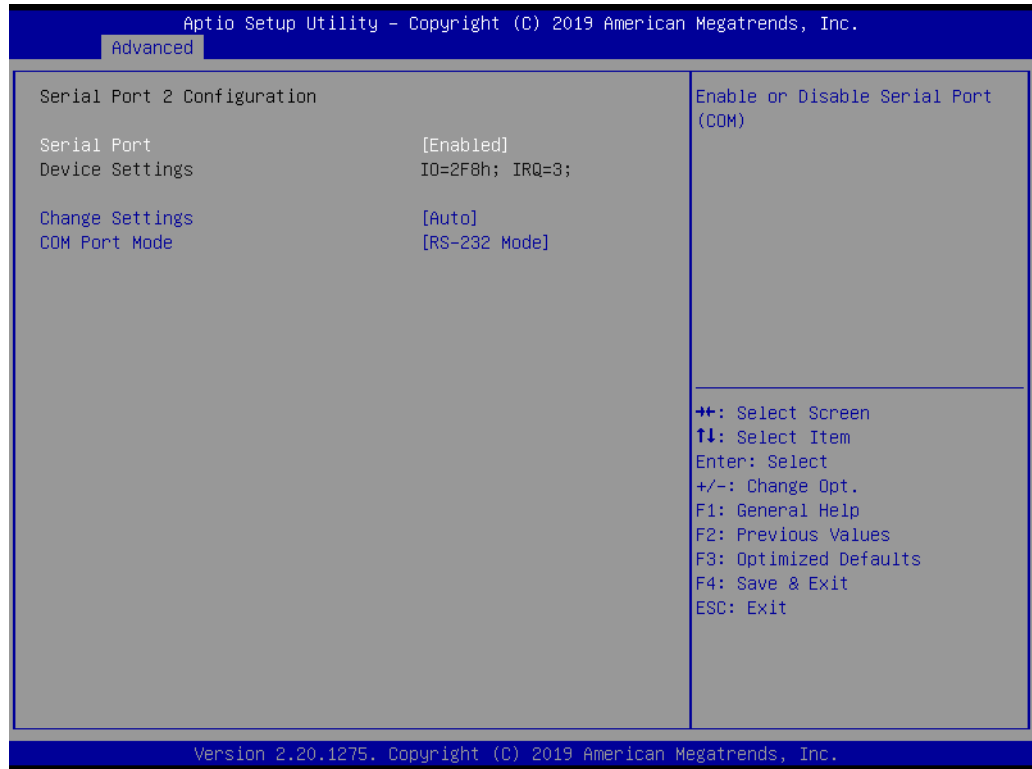 Aptio Setup Utility – Copyright (C) 2019 American Megatrends, Inc.
Advanced
Serial Port 2 Configuration
Serial Port [Enabled]
Device Settings IO=2F8h; IRQ=3;
Change Settings [Auto]
COM Port Mode [RS-232 Mode]
Enable or Disable Serial Port
(COM)
→←: Select Screen
↑↓: Select Item
Enter: Select
+/-: Change Opt.
F1: General Help
F2: Previous Values
F3: Optimized Defaults
F4: Save & Exit
ESC: Exit
Version 2.20.1275. Copyright (C) 2019 American Megatrends, Inc.